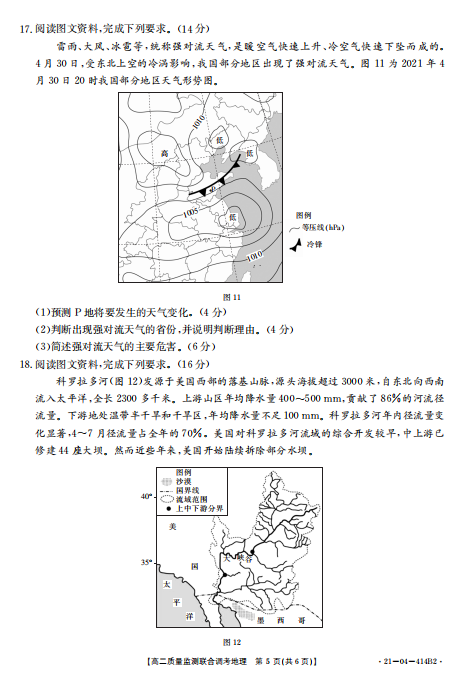 17.阅读图文资料,完成下列要求。(14分)
雷雨、大风、冰雹等,统称强对流天气,是暖空气快速上升、冷空气快速下坠而成的。
4月30日,受东北上空的冷涡影响,我国部分地区出现了强对流天气。图11为2021年4
月30日20时我国部分地区天气形势图。
1010
低
高
低
P
1005
低
1010
图例
等压线(hPa)
冷锋
图11
(1)预测P地将要发生的天气变化。(4分)
(2)判断出现强对流天气的省份,并说明判断理由。(4分)
(3)简述强对流天气的主要危害。(6分)
18.阅读图文资料,完成下列要求。(16分)
科罗拉多河(图12)发源于美国西部的落基山脉,源头海拔超过3000米,自东北向西南
流入太平洋,全长2300多千米。上游山区年均降水量400~500mm,贡献了86%的河流径
流量。下游地处温带半干旱和干旱区,年均降水量不足100mm。科罗拉多河年内径流量变
化显著,4~7月径流量占全年的70%。美国对科罗拉多河流域的综合开发较早,中上游已
修建44座大坝。然而近些年来,美国开始陆续拆除部分水坝。
图例
沙漠
国界线
流域范围
上中下游分界
40°
美
35°
国
大峡谷
太
平
洋
墨西哥
图12
【高二质量监测联合调考地理 第5页(共6页)】
·21-04-414B2·